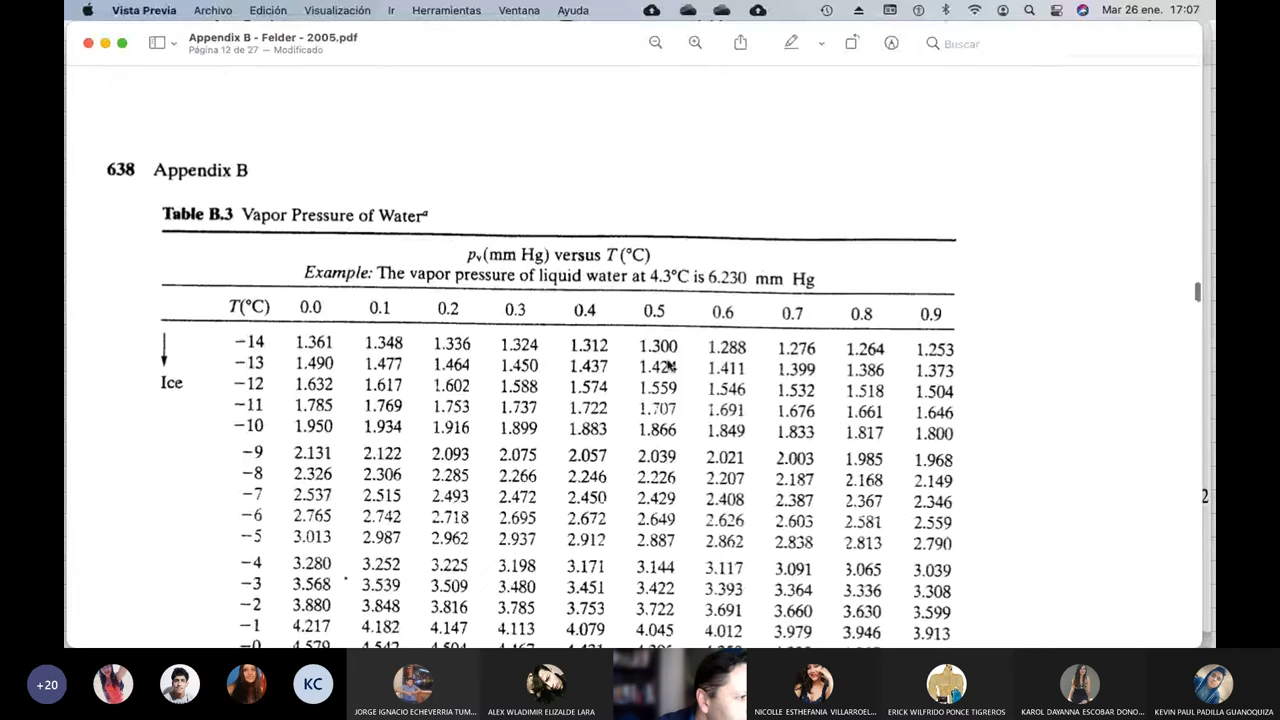 Vista Previa Archivo Edición Visualización Ir Herramientas Ventana Ayuda Mar 26 ene. 17:07
Appendix B - Felder - 2005.pdf
Página 12 de 27 — Modificado
Buscar
638 Appendix B
Table B.3 Vapor Pressure of Waterᵃ
pᵥ(mm Hg) versus T(°C)
Example: The vapor pressure of liquid water at 4.3°C is 6.230 mm Hg
T(°C) 0.0 0.1 0.2 0.3 0.4 0.5 0.6 0.7 0.8 0.9
−14 1.361 1.348 1.336 1.324 1.312 1.300 1.288 1.276 1.264 1.253
−13 1.490 1.477 1.464 1.450 1.437 1.399 1.411 1.386 1.373
Ice
−12 1.632 1.617 1.602 1.588 1.574 1.559 1.546 1.532 1.518 1.504
−11 1.785 1.769 1.753 1.737 1.722 1.707 1.691 1.676 1.661 1.646
−10 1.950 1.934 1.916 1.899 1.883 1.866 1.849 1.833 1.817 1.800
−9 2.131 2.122 2.093 2.075 2.057 2.039 2.021 2.003 1.985 1.968
−8 2.326 2.306 2.285 2.266 2.246 2.226 2.207 2.187 2.168 2.149
−7 2.537 2.515 2.493 2.472 2.450 2.429 2.408 2.387 2.367 2.346
−6 2.765 2.742 2.718 2.695 2.672 2.649 2.626 2.603 2.581 2.559
−5 3.013 2.987 2.962 2.937 2.912 2.887 2.862 2.838 2.813 2.790
−4 3.280 3.252 3.225 3.198 3.171 3.144 3.117 3.091 3.065 3.039
−3 3.568 3.539 3.509 3.480 3.451 3.422 3.393 3.364 3.336 3.308
−2 3.880 3.848 3.816 3.785 3.753 3.722 3.691 3.660 3.630 3.599
−1 4.217 4.182 4.147 4.113 4.079 4.045 4.012 3.979 3.946 3.913
2
+20 KC
JORGE IGNACIO ECHEVERRIA TUM... ALEX WLADIMIR ELIZALDE LARA NICOLLE ESTHEFANIA VILLARROEL... ERICK WILFRIDO PONCE TIGREROS KAROL DAYANNA ESCOBAR DONO... KEVIN PAUL PADILLA GUANOQUIZA